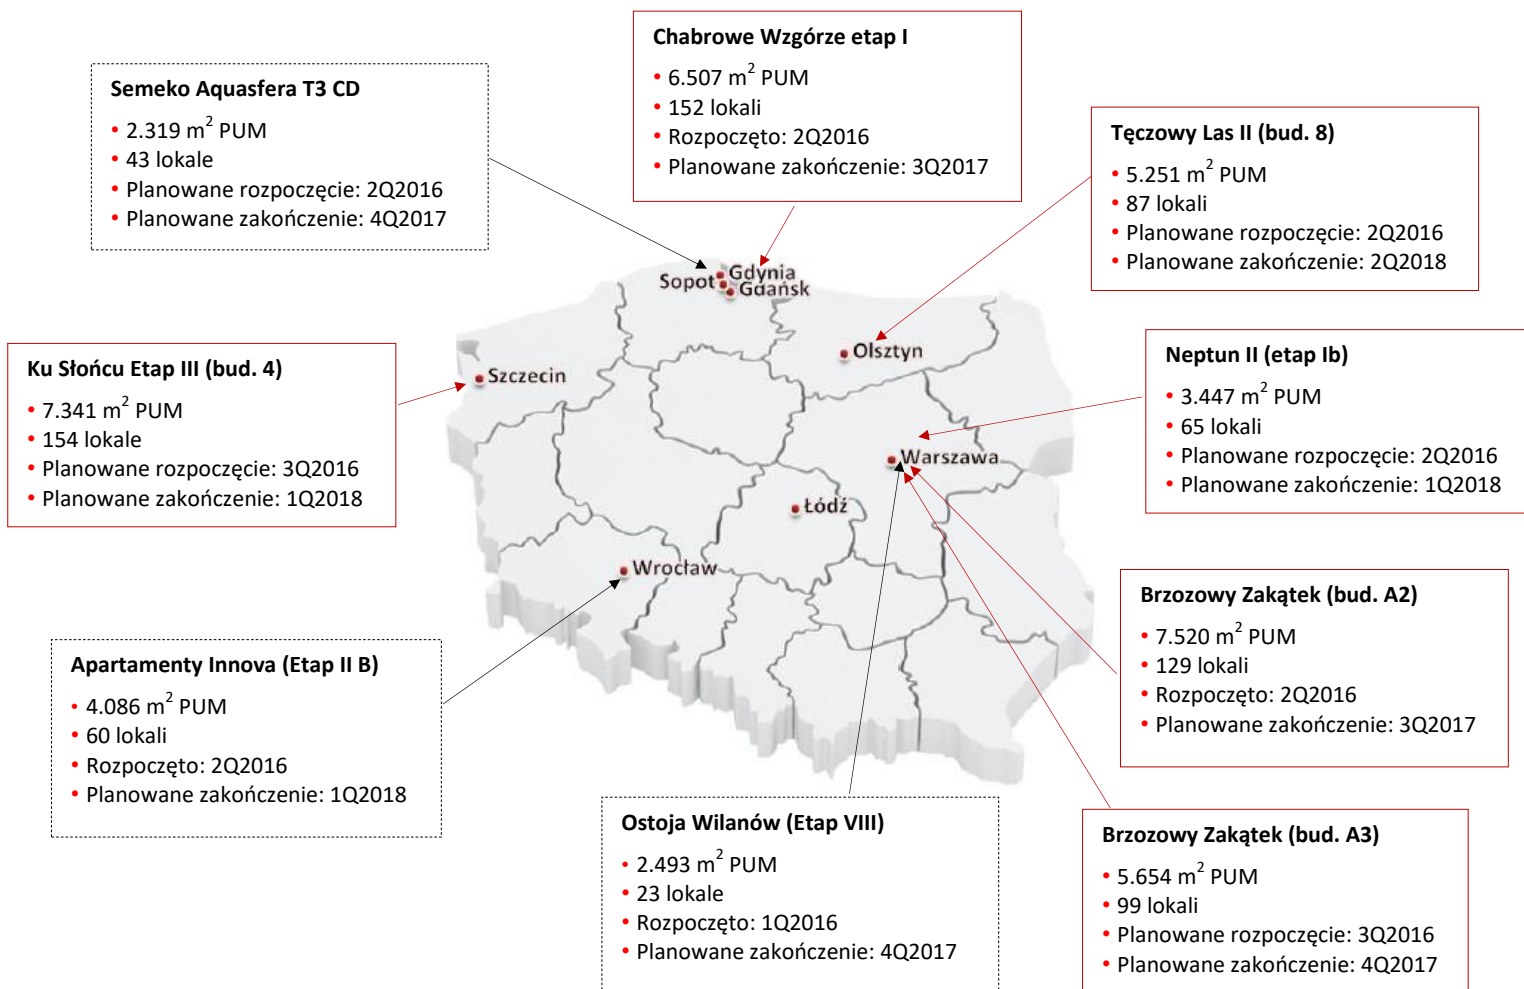 Chabrowe Wzgórze etap I
• 6.507 m² PUM
• 152 lokali
• Rozpoczęto: 2Q2016
• Planowane zakończenie: 3Q2017
Semeko Aquasfera T3 CD
• 2.319 m² PUM
• 43 lokale
• Planowane rozpoczęcie: 2Q2016
• Planowane zakończenie: 4Q2017
Tęczowy Las II (bud. 8)
• 5.251 m² PUM
• 87 lokali
• Planowane rozpoczęcie: 2Q2016
• Planowane zakończenie: 2Q2018
Gdynia
Sopot
Gdańsk
Olsztyn
Szczecin
Warszawa
Łódź
Wrocław
Ku Słońcu Etap III (bud. 4)
• 7.341 m² PUM
• 154 lokale
• Planowane rozpoczęcie: 3Q2016
• Planowane zakończenie: 1Q2018
Neptun II (etap Ib)
• 3.447 m² PUM
• 65 lokali
• Planowane rozpoczęcie: 2Q2016
• Planowane zakończenie: 1Q2018
Brzozowy Zakątek (bud. A2)
• 7.520 m² PUM
• 129 lokali
• Rozpoczęto: 2Q2016
• Planowane zakończenie: 3Q2017
Apartamenty Innova (Etap II B)
• 4.086 m² PUM
• 60 lokali
• Rozpoczęto: 2Q2016
• Planowane zakończenie: 1Q2018
Ostoja Wilanów (Etap VIII)
• 2.493 m² PUM
• 23 lokale
• Rozpoczęto: 1Q2016
• Planowane zakończenie: 4Q2017
Brzozowy Zakątek (bud. A3)
• 5.654 m² PUM
• 99 lokali
• Planowane rozpoczęcie: 3Q2016
• Planowane zakończenie: 4Q2017